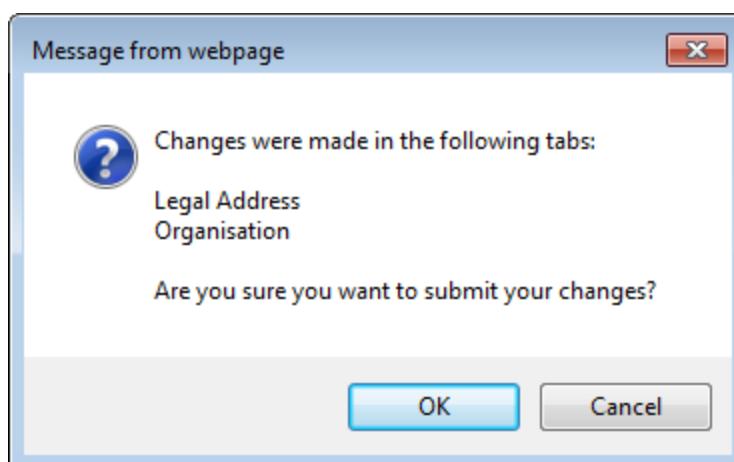 Message from webpage
Changes were made in the following tabs:
Legal Address
Organisation
Are you sure you want to submit your changes?
OK
Cancel